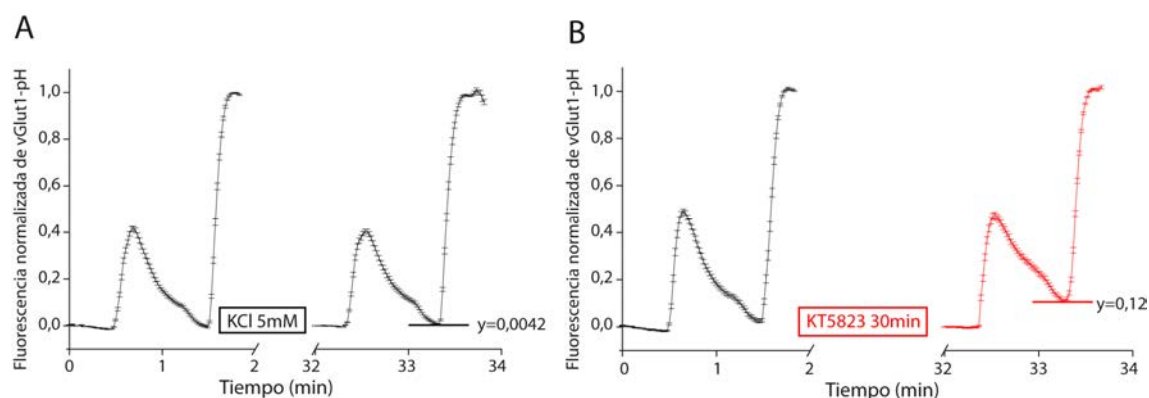 A
Fluorescencia normalizada de vGlut1-pH
1,0
0,8
0,6
0,4
0,2
0,0
KCl 5mM
y=0,0042
0
1
2
32
33
34
Tiempo (min)
B
Fluorescencia normalizada de vGlut1-pH
1,0
0,8
0,6
0,4
0,2
0,0
KT5823 30min
y=0,12
0
1
2
32
33
34
Tiempo (min)